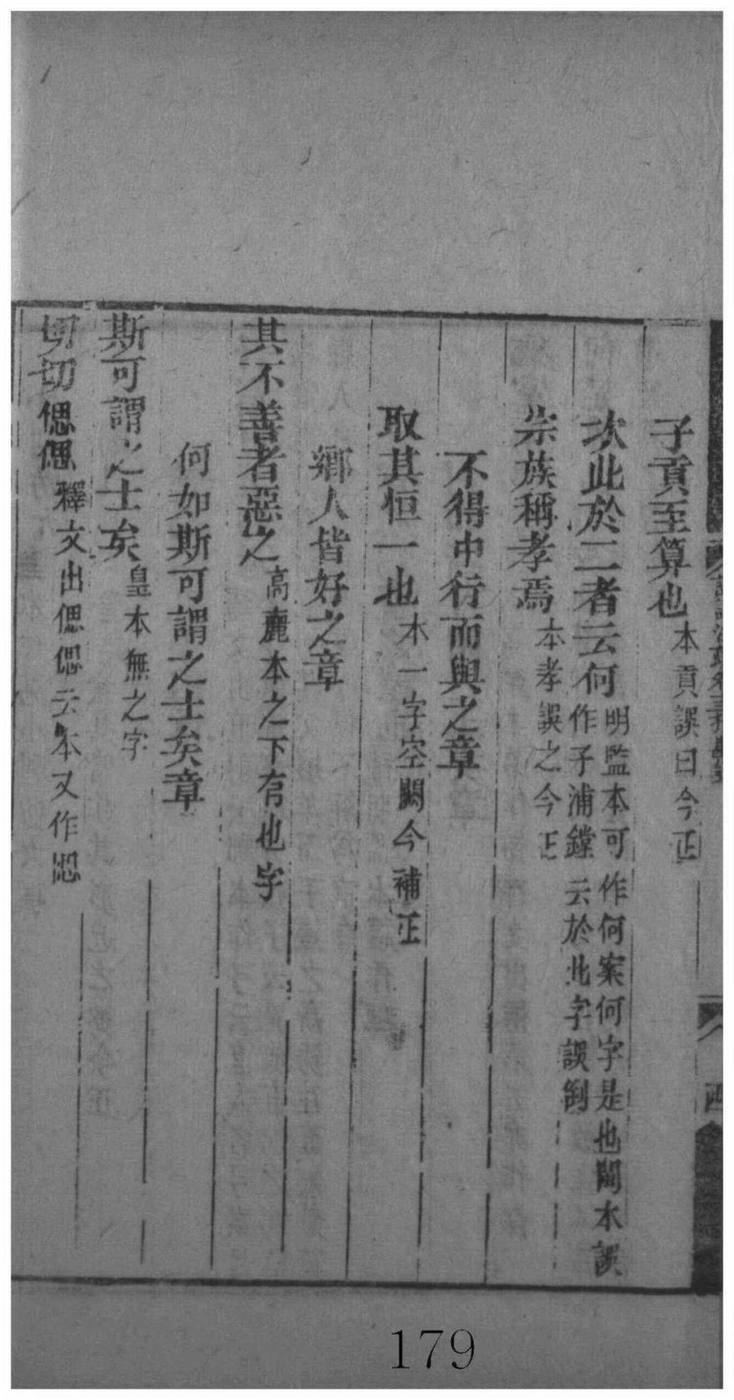 子貢至算也 本貢誤曰今正
次此於二者云何 明監本可作何案何字是也閩本誤
作子浦鏜云於此字誤倒
宗族稱孝焉 本孝誤之今正
不得中行而與之章
取其恒一也 本一字空闕今補正
鄉人皆好之章
其不善者惡之 高麗本之下有也字
何如斯可謂之士矣章
斯可謂之士矣 皇本無之字
切切偲偲 釋文出偲偲云本又作愢
179